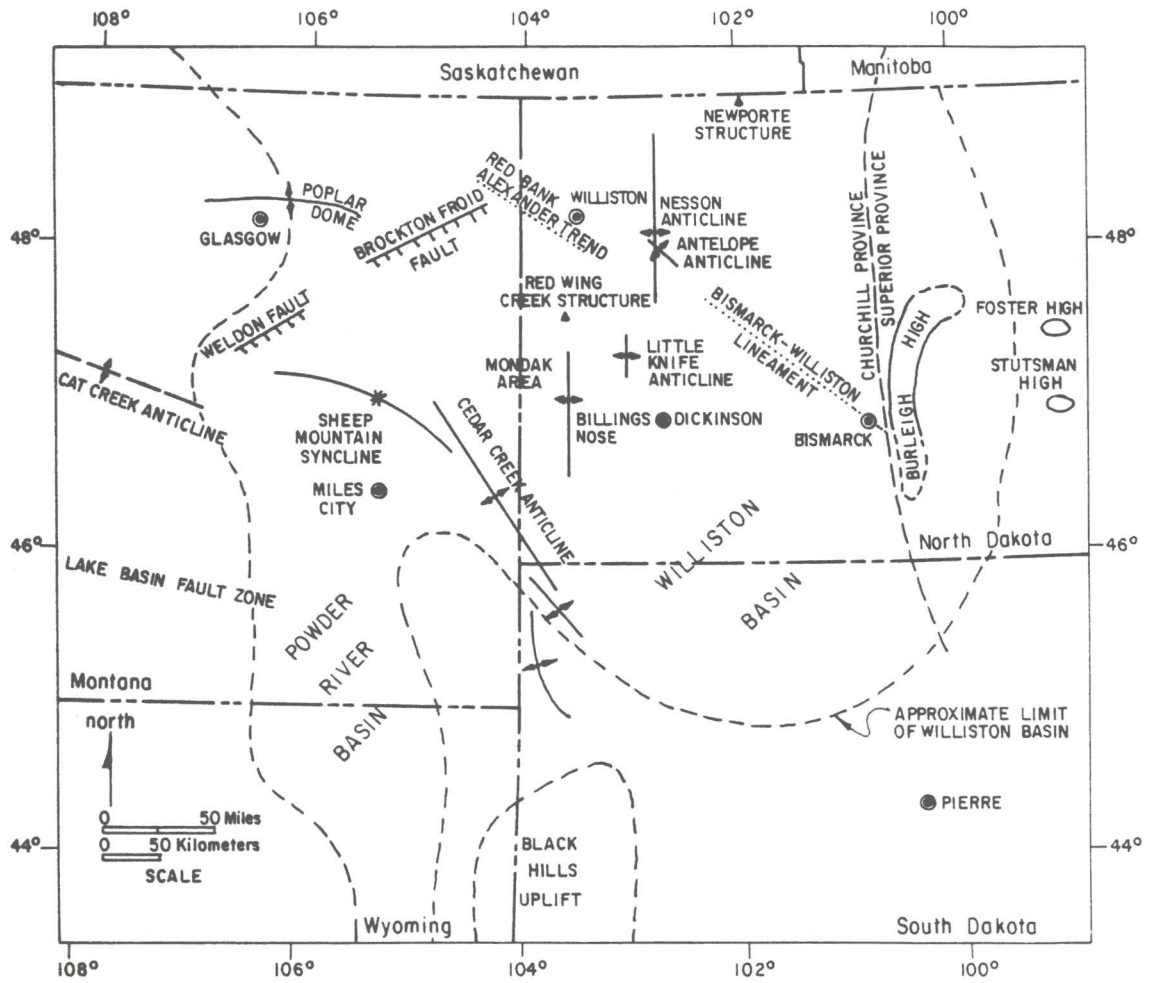 108° 106° 104° 102° 100°
Saskatchewan
Manitoba
NEWPORTE
STRUCTURE
RED BANK
ALEXANDER TREND
WILLISTON
NESSON
ANTICLINE
POPLAR
DOME
GLASGOW
BROCKTON FROID
FAULT
ANTELOPE
ANTICLINE
CHURCHILL PROVINCE
SUPERIOR PROVINCE
48°
48°
RED WING
CREEK STRUCTURE
BISMARCK-WILLISTON
LINEAMENT
HIGH
BURLEIGH
FOSTER HIGH
WELDON FAULT
LITTLE
KNIFE
ANTICLINE
MONDAK
AREA
STUTSMAN
HIGH
CAT CREEK ANTICLINE
SHEEP
MOUNTAIN
SYNCLINE
CEDAR CREEK ANTICLINE
BILLINGS
NOSE
DICKINSON
BISMARCK
MILES
CITY
46°
46°
North Dakota
WILLISTON
BASIN
LAKE BASIN FAULT ZONE
POWDER
RIVER
BASIN
Montana
north
APPROXIMATE LIMIT
OF WILLISTON BASIN
0 50 Miles
0 50 Kilometers
SCALE
PIERRE
44°
44°
BLACK
HILLS
UPLIFT
Wyoming
South Dakota
108° 106° 104° 102° 100°